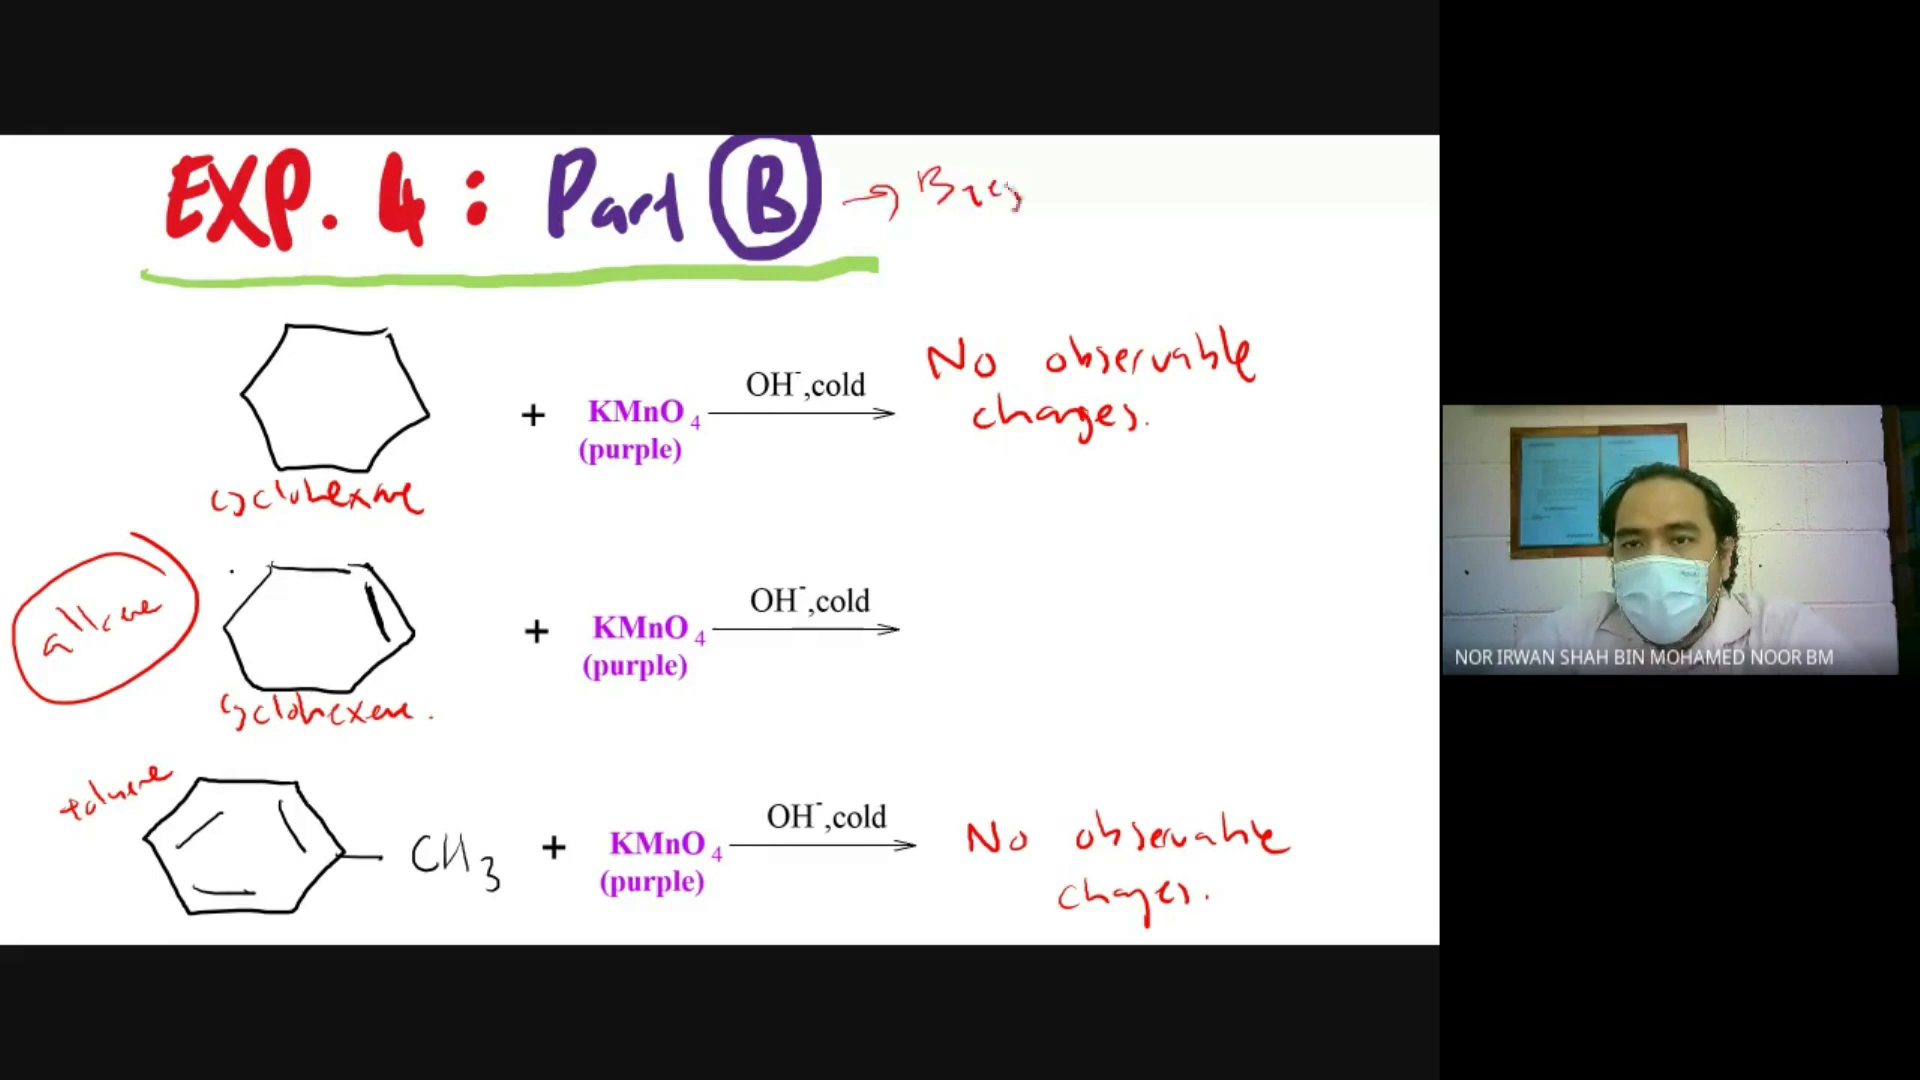 EXP. 4 : Part B →
cyclohexane + KMnO4 (purple) OH-,cold → No observable
changes.
alkene
cyclohexene. + KMnO4 (purple) OH-,cold →
toluene
CH3 + KMnO4 (purple) OH-,cold → No observable
changes.
NOR IRWAN SHAH BIN MOHAMED NOOR BM